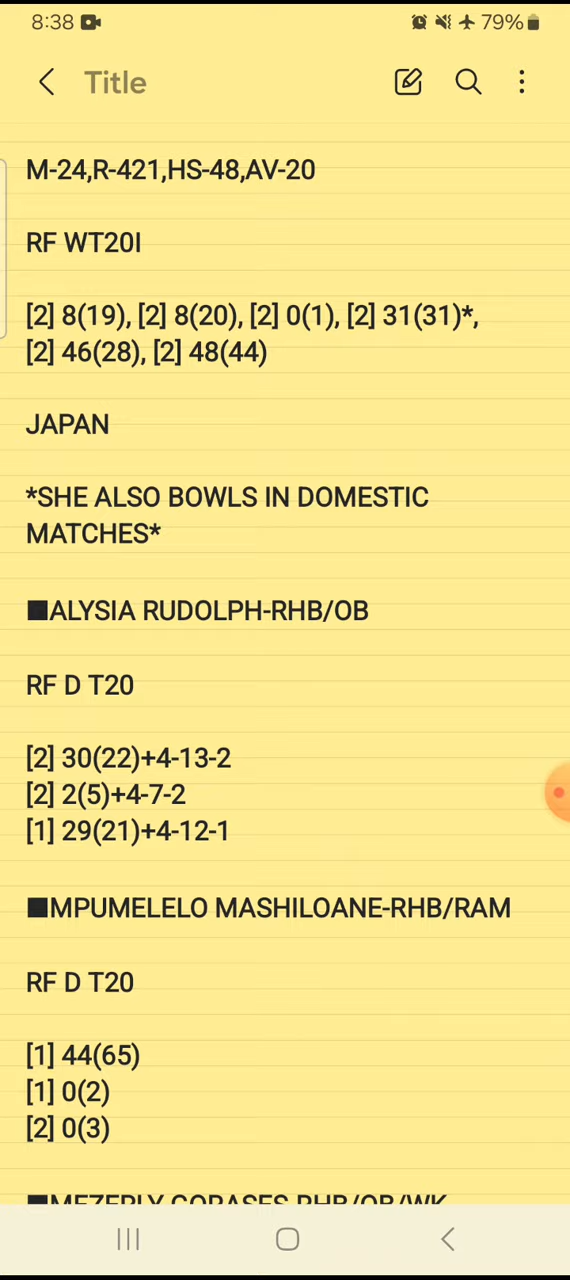 8:38
79%
Title
M-24,R-421,HS-48,AV-20
RF WT20I
[2] 8(19), [2] 8(20), [2] 0(1), [2] 31(31)*,
[2] 46(28), [2] 48(44)
JAPAN
*SHE ALSO BOWLS IN DOMESTIC
MATCHES*
■ALYSIA RUDOLPH-RHB/OB
RF D T20
[2] 30(22)+4-13-2
[2] 2(5)+4-7-2
[1] 29(21)+4-12-1
■MPUMELELO MASHILOANE-RHB/RAM
RF D T20
[1] 44(65)
[1] 0(2)
[2] 0(3)